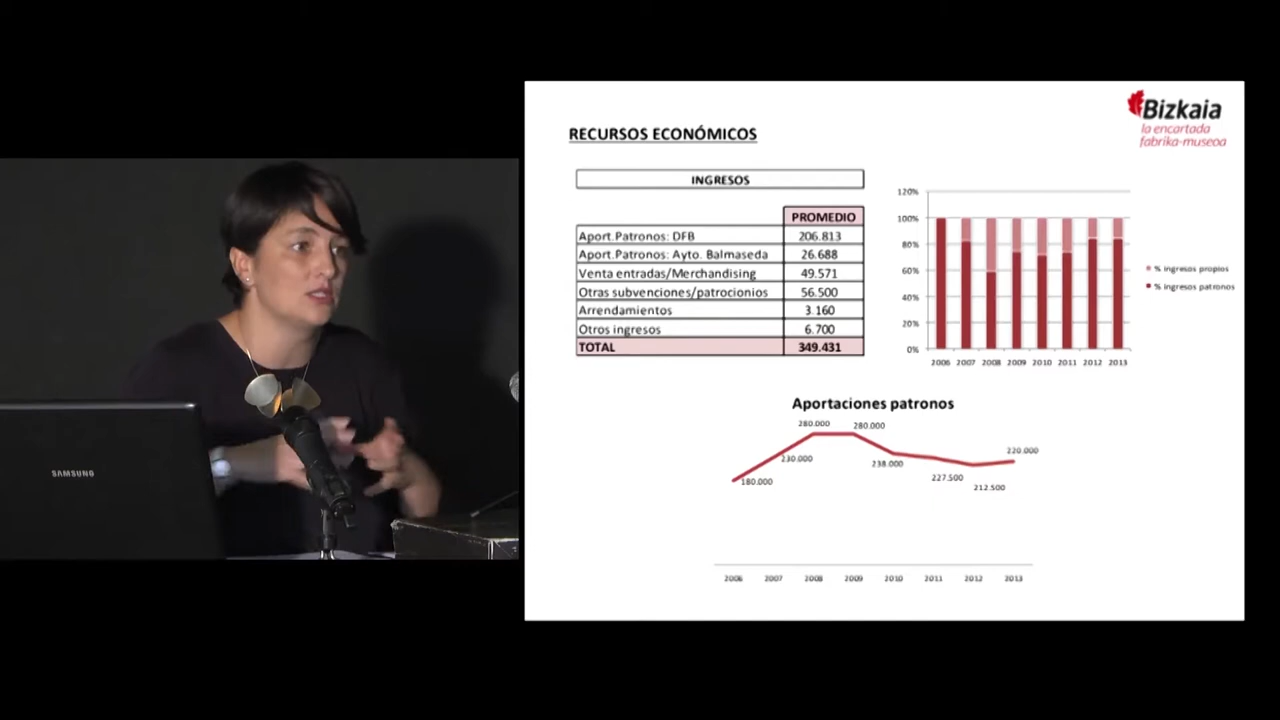 SAMSUNG
Bizkaia
la encartada
fabrika-museoa
RECURSOS ECONÓMICOS
INGRESOS
PROMEDIO
Aport.Patronos: DFB 206.813
Aport.Patronos: Ayto. Balmaseda 26.688
Venta entradas/Merchandising 49.571
Otras subvenciones/patrocionios 56.500
Arrendamientos 3.160
Otros ingresos 6.700
TOTAL 349.431
120%
100%
80%
60%
40%
20%
0%
2006 2007 2008 2009 2010 2011 2012 2013
% ingresos propios
% ingresos patronos
Aportaciones patronos
280.000 280.000
230.000
180.000
238.000
227.500
212.500
220.000
2006 2007 2008 2009 2010 2011 2012 2013